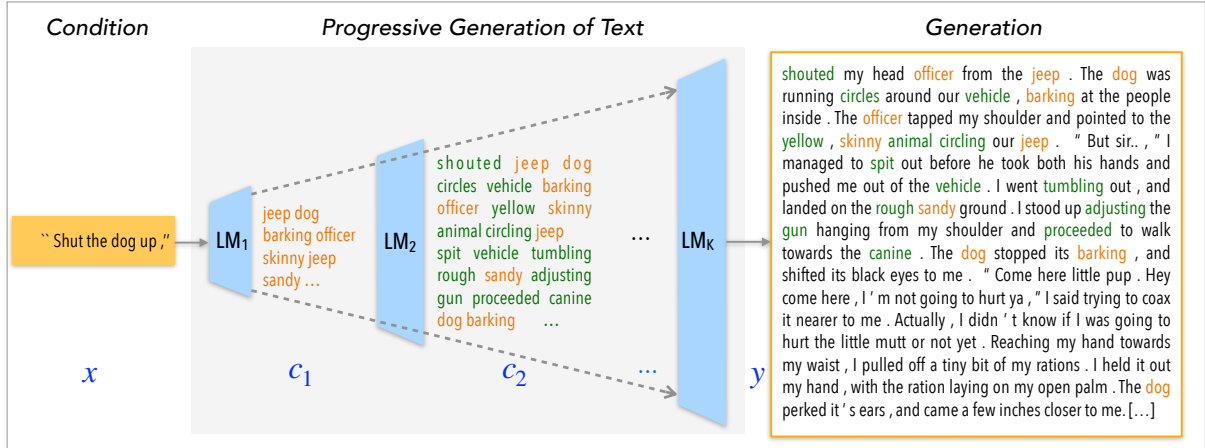 Condition
Progressive Generation of Text
Generation
`` Shut the dog up ,''
LM1
jeep dog
barking officer
skinny jeep
sandy ...
LM2
shouted jeep dog
circles vehicle barking
officer yellow skinny
animal circling jeep
spit vehicle tumbling
rough sandy adjusting
gun proceeded canine
dog barking ...
...
LMK
shouted my head officer from the jeep . The dog was
running circles around our vehicle , barking at the people
inside . The officer tapped my shoulder and pointed to the
yellow , skinny animal circling our jeep . " But sir.. , " I
managed to spit out before he took both his hands and
pushed me out of the vehicle . I went tumbling out , and
landed on the rough sandy ground . I stood up adjusting the
gun hanging from my shoulder and proceeded to walk
towards the canine . The dog stopped its barking , and
shifted its black eyes to me . " Come here little pup . Hey
come here , I ' m not going to hurt ya , " I said trying to coax
it nearer to me . Actually , I didn ' t know if I was going to
hurt the little mutt or not yet . Reaching my hand towards
my waist , I pulled off a tiny bit of my rations . I held it out
my hand , with the ration laying on my open palm . The dog
perked it ' s ears , and came a few inches closer to me. [...]
x
c1
c2
...
y